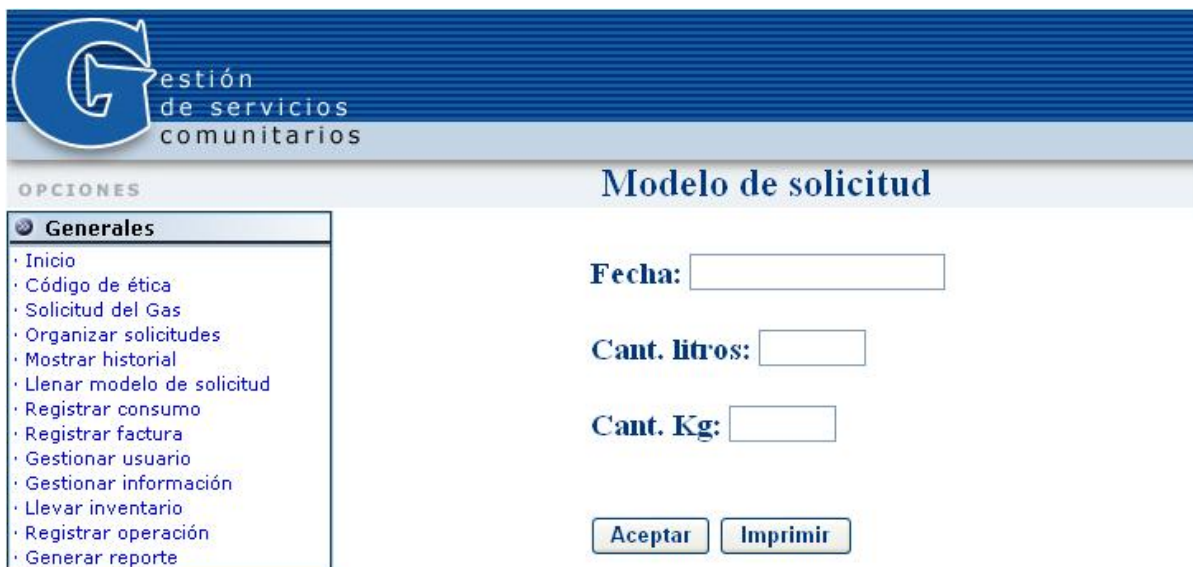 Gestión
de servicios
comunitarios
OPCIONES
Modelo de solicitud
Generales
· Inicio
· Código de ética
· Solicitud del Gas
· Organizar solicitudes
· Mostrar historial
· Llenar modelo de solicitud
· Registrar consumo
· Registrar factura
· Gestionar usuario
· Gestionar información
· Llevar inventario
· Registrar operación
· Generar reporte
Fecha:
Cant. litros:
Cant. Kg:
Aceptar Imprimir